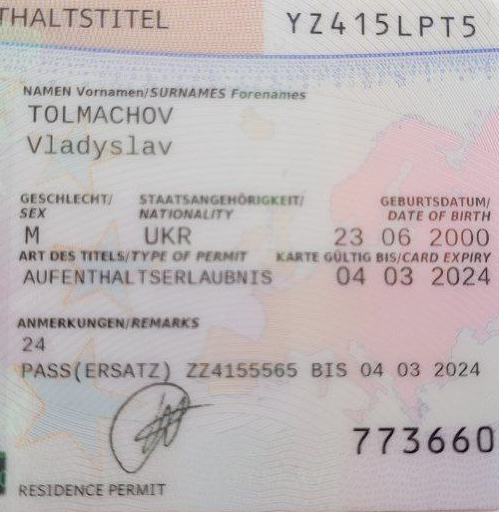 THALTSTITEL YZ415LPT5
NAMEN Vornamen/SURNAMES Forenames
TOLMACHOV
Vladyslav
GESCHLECHT/ STAATSANGEHÖRIGKEIT/ GEBURTSDATUM/
SEX NATIONALITY DATE OF BIRTH
M UKR 23 06 2000
ART DES TITELS/TYPE OF PERMIT KARTE GÜLTIG BIS/CARD EXPIRY
AUFENTHALTSERLAUBNIS 04 03 2024
ANMERKUNGEN/REMARKS
24
PASS(ERSATZ) ZZ4155565 BIS 04 03 2024
773660
RESIDENCE PERMIT